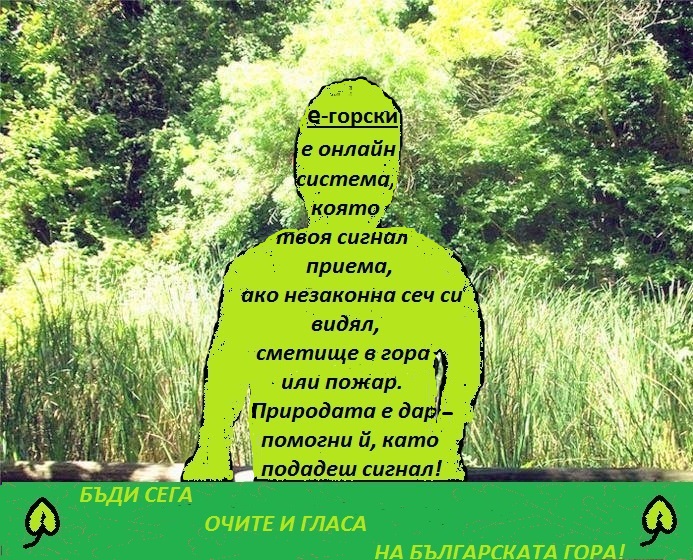 е-горски
е онлайн
система,
която
твоя сигнал
приема,
ако незаконна сеч си
видял,
сметище в гора
или пожар.
Природата е дар –
помогни й, като
подадеш сигнал!
БЪДИ СЕГА
ОЧИТЕ И ГЛАСА
НА БЪЛГАРСКАТА ГОРА!